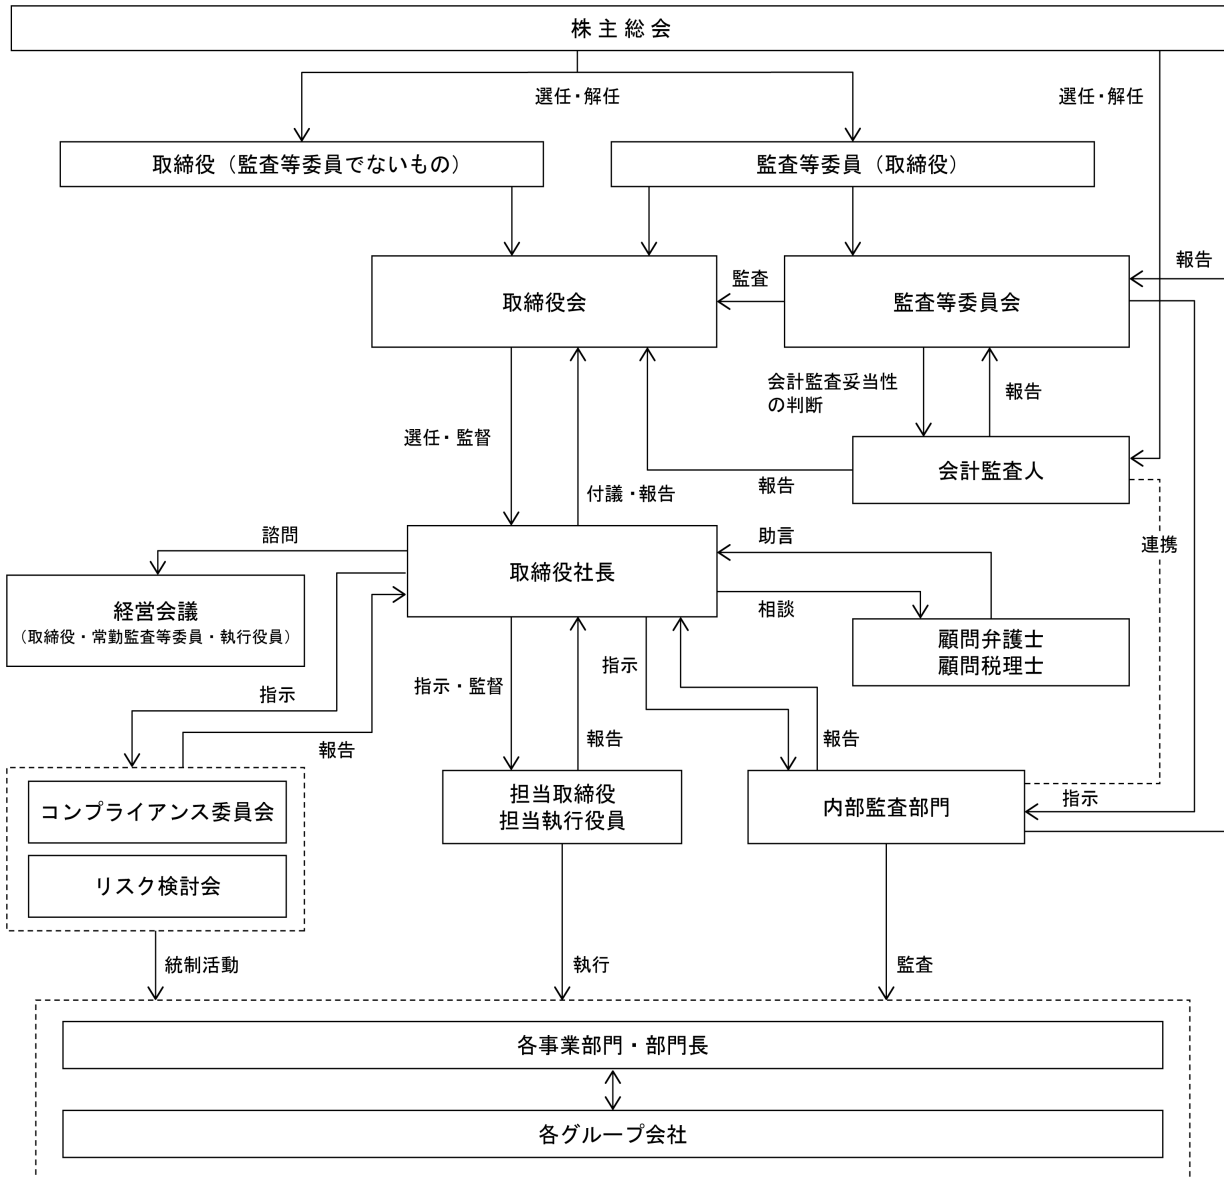 株主総会
選任・解任
選任・解任
取締役（監査等委員でないもの）
監査等委員（取締役）
報告
監査
取締役会
監査等委員会
会計監査妥当性
の判断
報告
選任・監督
会計監査人
報告
付議・報告
諮問
助言
連携
取締役社長
経営会議
（取締役・常勤監査等委員・執行役員）
相談
顧問弁護士
顧問税理士
指示
指示・監督
指示
報告
報告
報告
コンプライアンス委員会
担当取締役
担当執行役員
内部監査部門
指示
リスク検討会
統制活動
執行
監査
各事業部門・部門長
各グループ会社